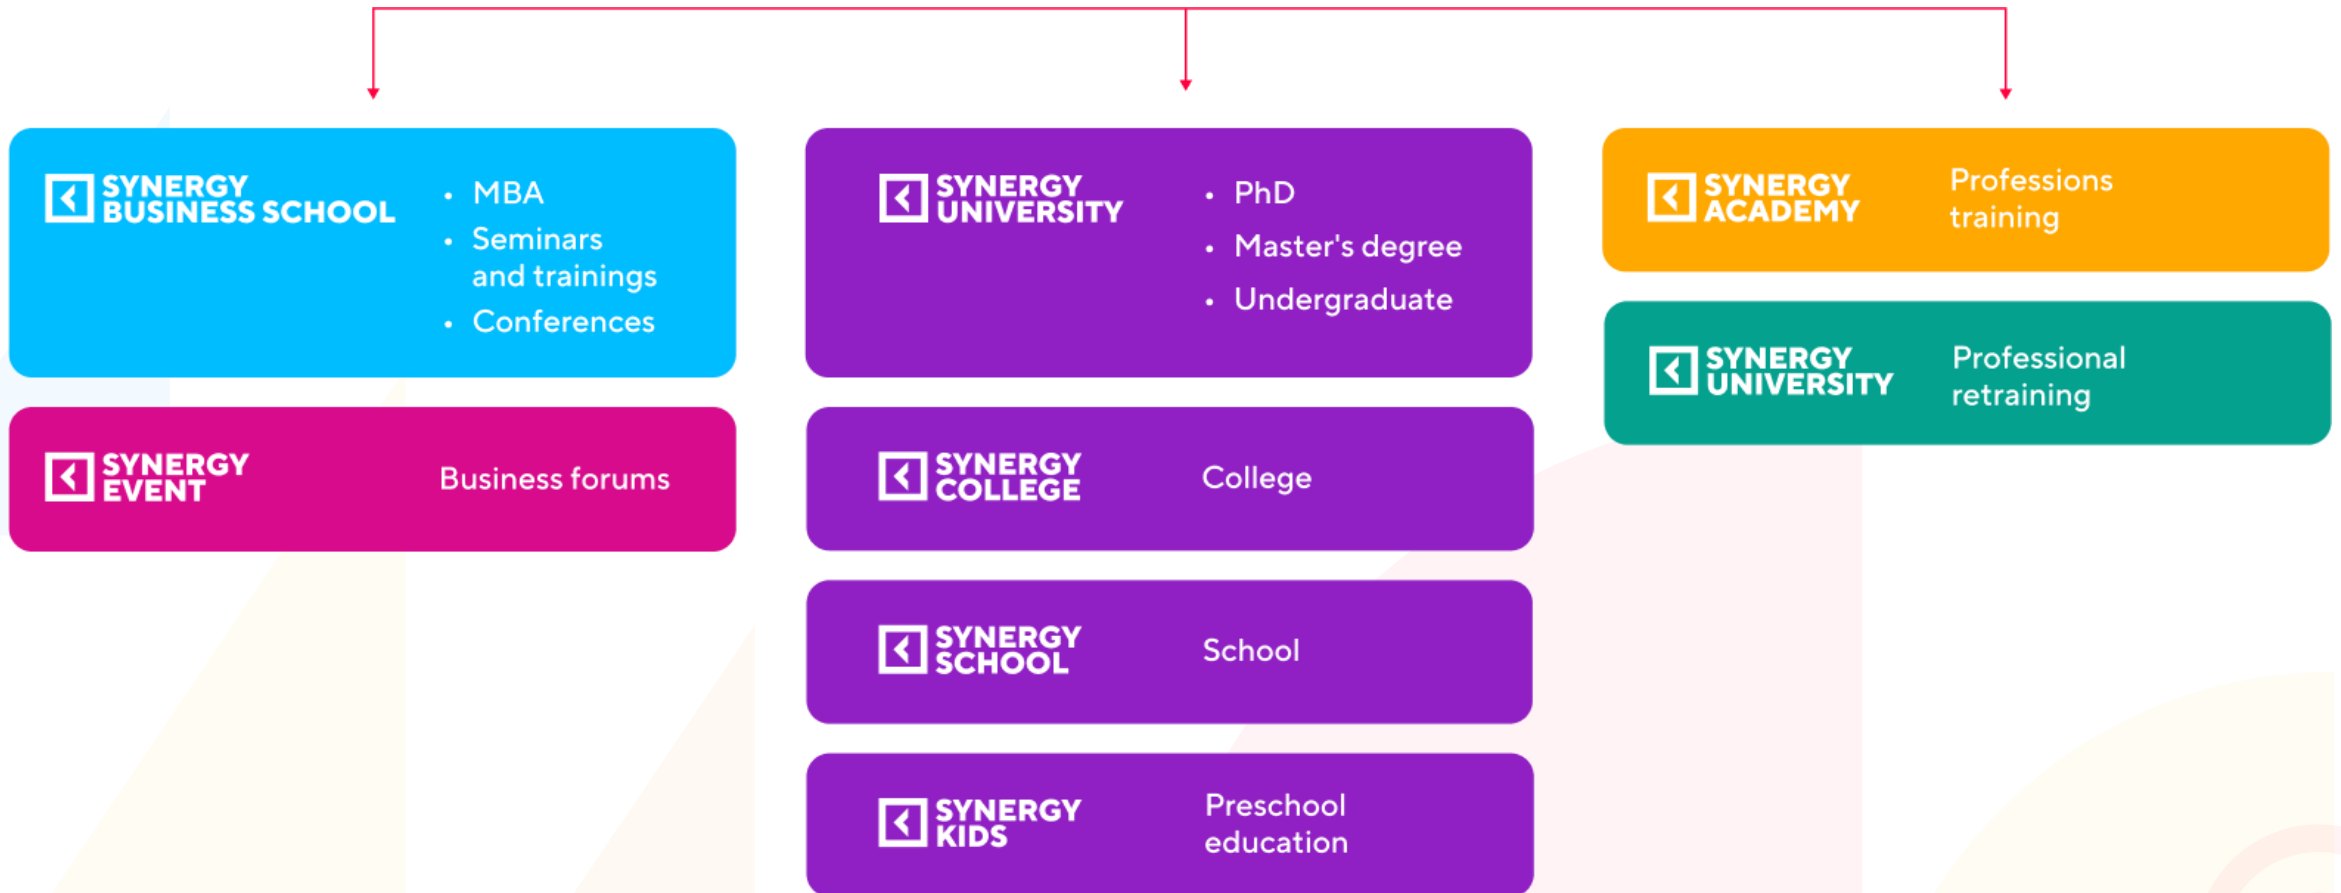 SYNERGY
BUSINESS SCHOOL
• MBA
• Seminars
and trainings
• Conferences
SYNERGY
EVENT
Business forums
SYNERGY
UNIVERSITY
• PhD
• Master's degree
• Undergraduate
SYNERGY
COLLEGE
College
SYNERGY
SCHOOL
School
SYNERGY
KIDS
Preschool
education
SYNERGY
ACADEMY
Professions
training
SYNERGY
UNIVERSITY
Professional
retraining